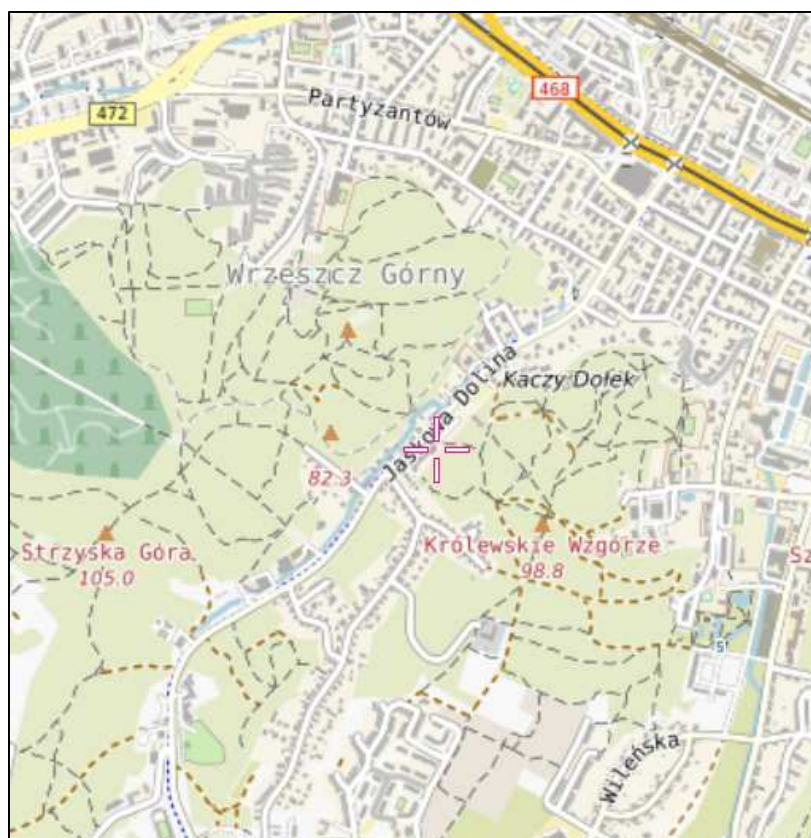 468
Partyzantów
472
Wrzeszcz Górny
Jaśkowa Dolina
Kaczy Dołek
82.3
Strzyska Góra
105.0
Królewskie Wzgórze
98.8
Sz
Wileńska